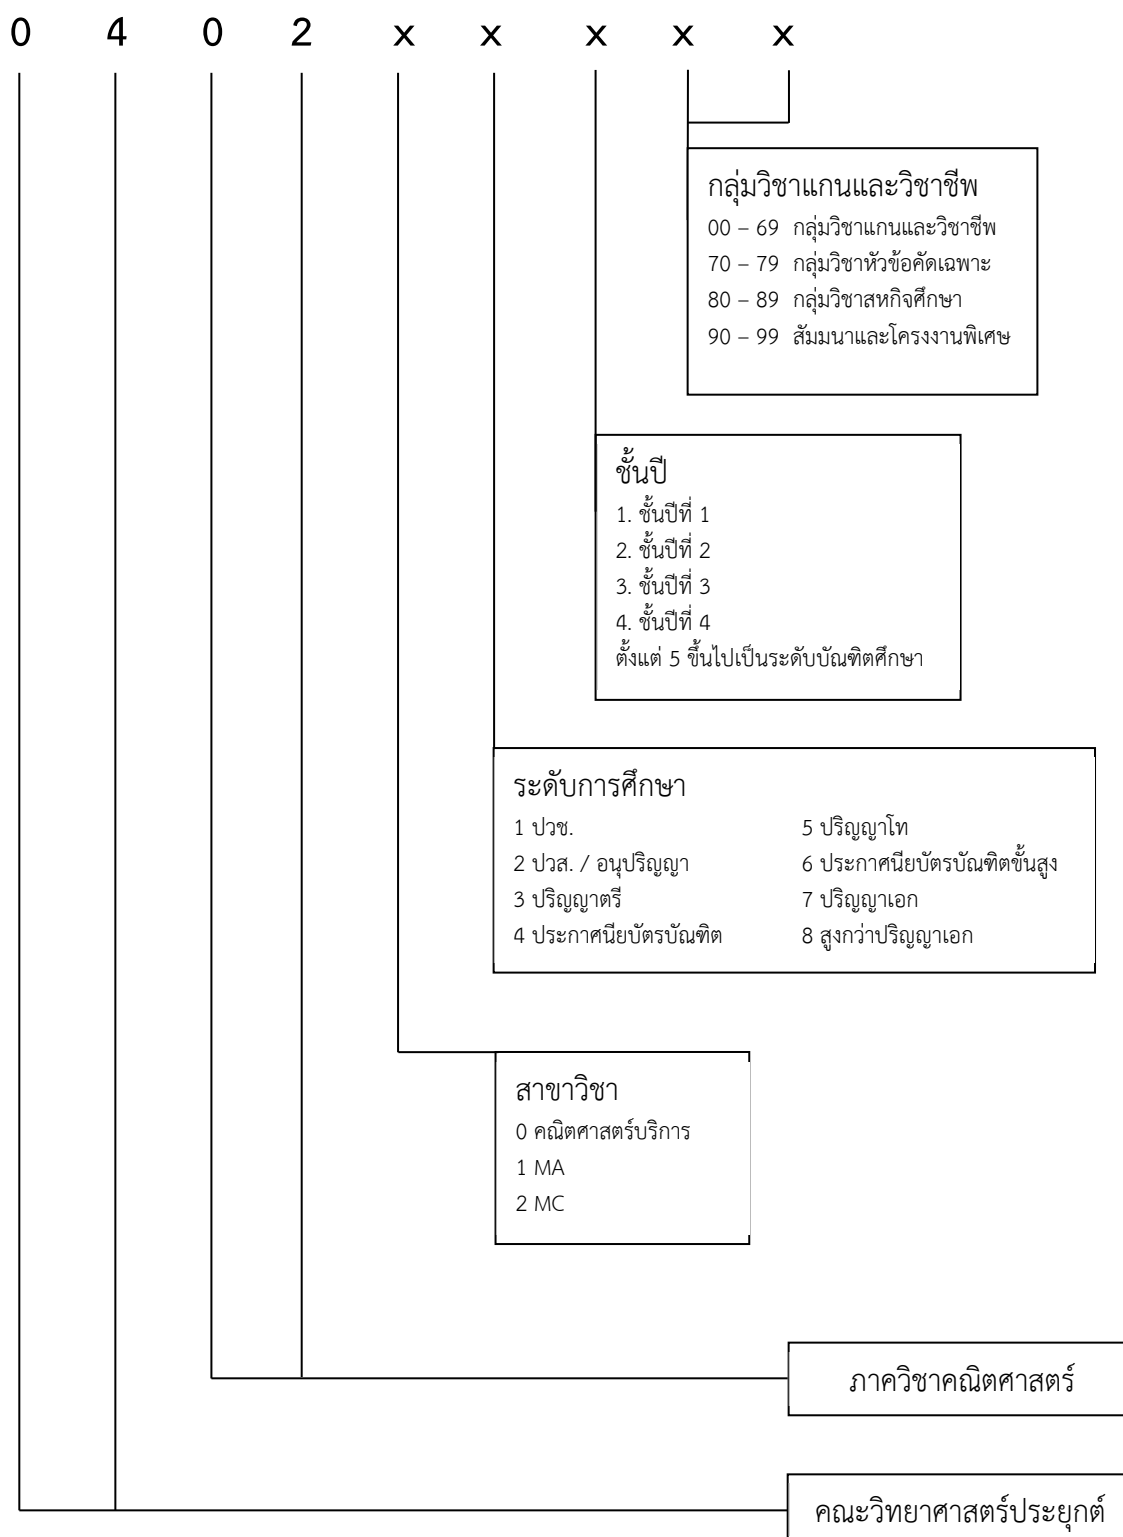 0 4 0 2 x x x x x
กลุ่มวิชาแกนและวิชาชีพ
00 – 69 กลุ่มวิชาแกนและวิชาชีพ
70 – 79 กลุ่มวิชาหัวข้อคัดเฉพาะ
80 – 89 กลุ่มวิชาสหกิจศึกษา
90 – 99 สัมมนาและโครงงานพิเศษ
ชั้นปี
1. ชั้นปีที่ 1
2. ชั้นปีที่ 2
3. ชั้นปีที่ 3
4. ชั้นปีที่ 4
ตั้งแต่ 5 ขึ้นไปเป็นระดับบัณฑิตศึกษา
ระดับการศึกษา
1 ปวช. 5 ปริญญาโท
2 ปวส. / อนุปริญญา 6 ประกาศนียบัตรบัณฑิตขั้นสูง
3 ปริญญาตรี 7 ปริญญาเอก
4 ประกาศนียบัตรบัณฑิต 8 สูงกว่าปริญญาเอก
สาขาวิชา
0 คณิตศาสตร์บริการ
1 MA
2 MC
ภาควิชาคณิตศาสตร์
คณะวิทยาศาสตร์ประยุกต์